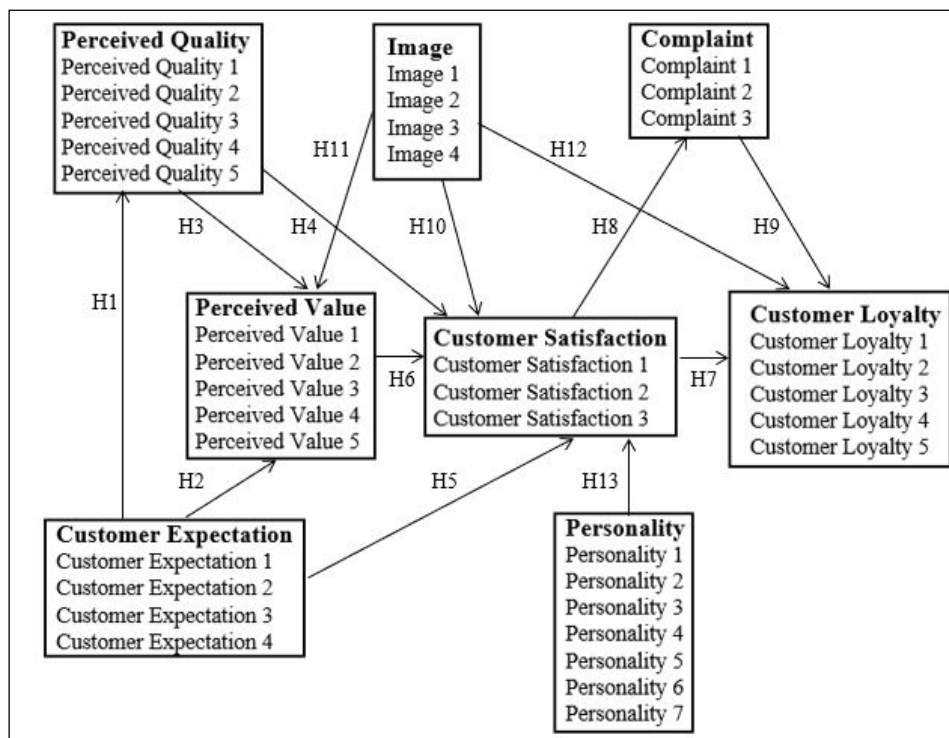 Perceived Quality
Perceived Quality 1
Perceived Quality 2
Perceived Quality 3
Perceived Quality 4
Perceived Quality 5
Image
Image 1
Image 2
Image 3
Image 4
Complaint
Complaint 1
Complaint 2
Complaint 3
H11
H12
H3
H4
H10
H8
H9
H1
Perceived Value
Perceived Value 1
Perceived Value 2
Perceived Value 3
Perceived Value 4
Perceived Value 5
H6
Customer Satisfaction
Customer Satisfaction 1
Customer Satisfaction 2
Customer Satisfaction 3
H7
Customer Loyalty
Customer Loyalty 1
Customer Loyalty 2
Customer Loyalty 3
Customer Loyalty 4
Customer Loyalty 5
H2
H5
H13
Customer Expectation
Customer Expectation 1
Customer Expectation 2
Customer Expectation 3
Customer Expectation 4
Personality
Personality 1
Personality 2
Personality 3
Personality 4
Personality 5
Personality 6
Personality 7